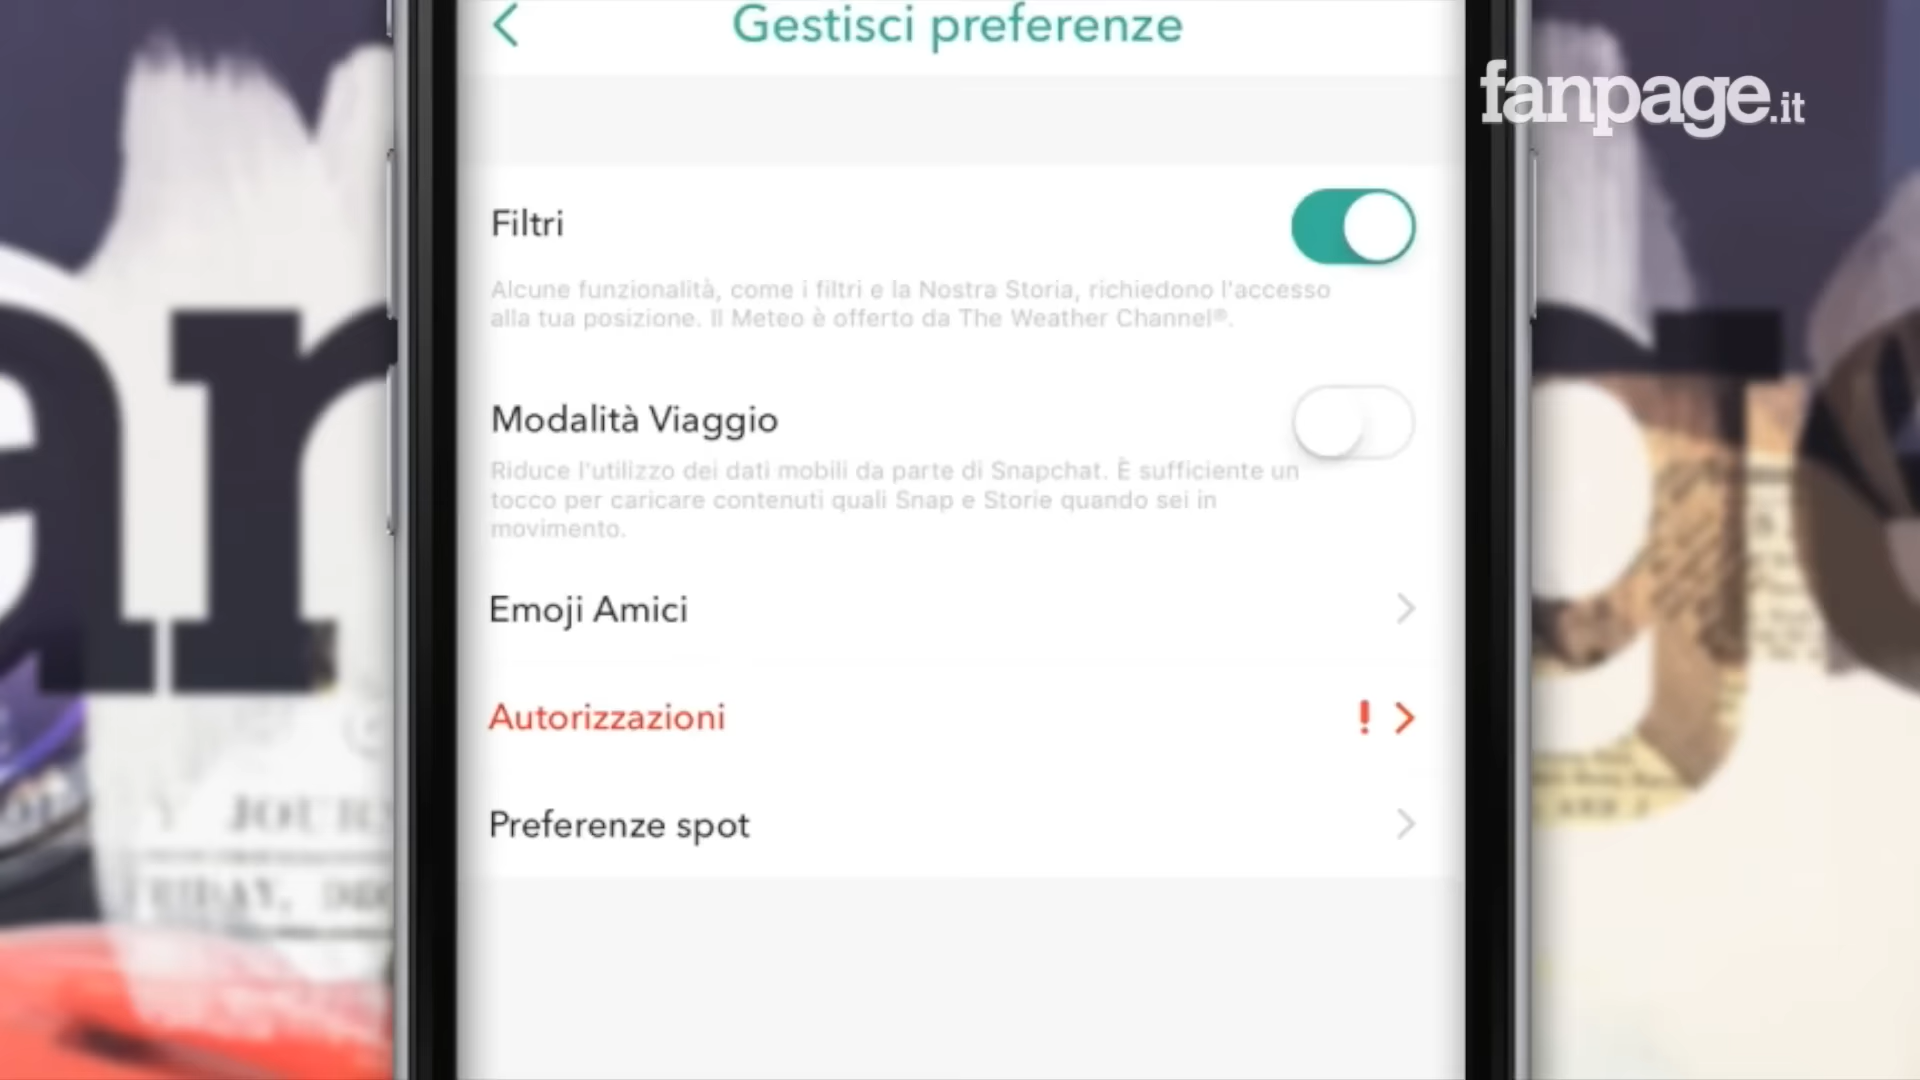 Gestisci preferenze
fanpage.it
Filtri
Alcune funzionalità, come i filtri e la Nostra Storia, richiedono l'accesso
alla tua posizione. Il Meteo è offerto da The Weather Channel®.
Modalità Viaggio
Riduce l'utilizzo dei dati mobili da parte di Snapchat. È sufficiente un
tocco per caricare contenuti quali Snap e Storie quando sei in
movimento.
Emoji Amici
Autorizzazioni !
Preferenze spot